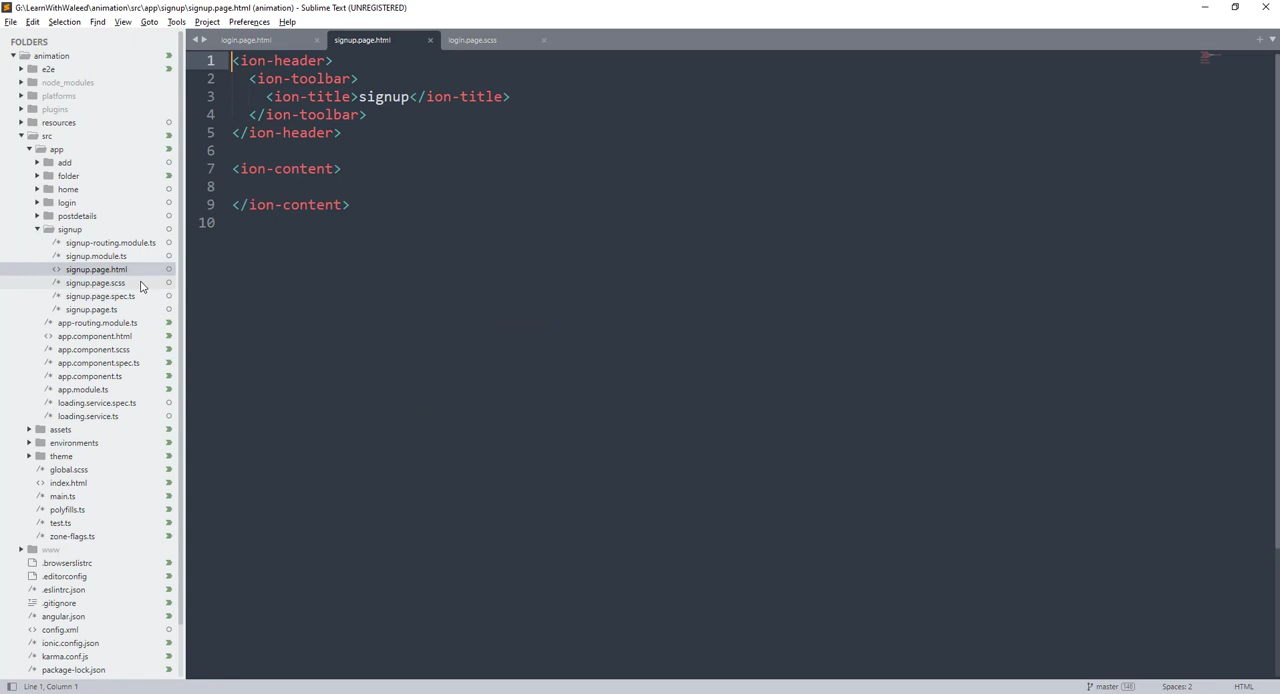 G:\LearnWithWaleed\animation\src\app\signup\signup.page.html (animation) - Sublime Text (UNREGISTERED)
File Edit Selection Find View Goto Tools Project Preferences Help
FOLDERS
animation
e2e
node_modules
platforms
plugins
resources
src
app
add
folder
home
login
postdetails
signup
signup-routing.module.ts
signup.module.ts
signup.page.html
signup.page.scss
signup.page.spec.ts
signup.page.ts
app-routing.module.ts
app.component.html
app.component.scss
app.component.spec.ts
app.component.ts
app.module.ts
loading.service.spec.ts
loading.service.ts
assets
environments
theme
global.scss
index.html
main.ts
polyfills.ts
test.ts
zone-flags.ts
www
.browserslistrc
.editorconfig
.eslintrc.json
.gitignore
angular.json
config.xml
ionic.config.json
karma.conf.js
package-lock.json
login.page.html signup.page.html login.page.scss
1 <ion-header>
2 <ion-toolbar>
3 <ion-title>signup</ion-title>
4 </ion-toolbar>
5 </ion-header>
6
7 <ion-content>
8
9 </ion-content>
10
Line 1, Column 1 master 148 Spaces: 2 HTML